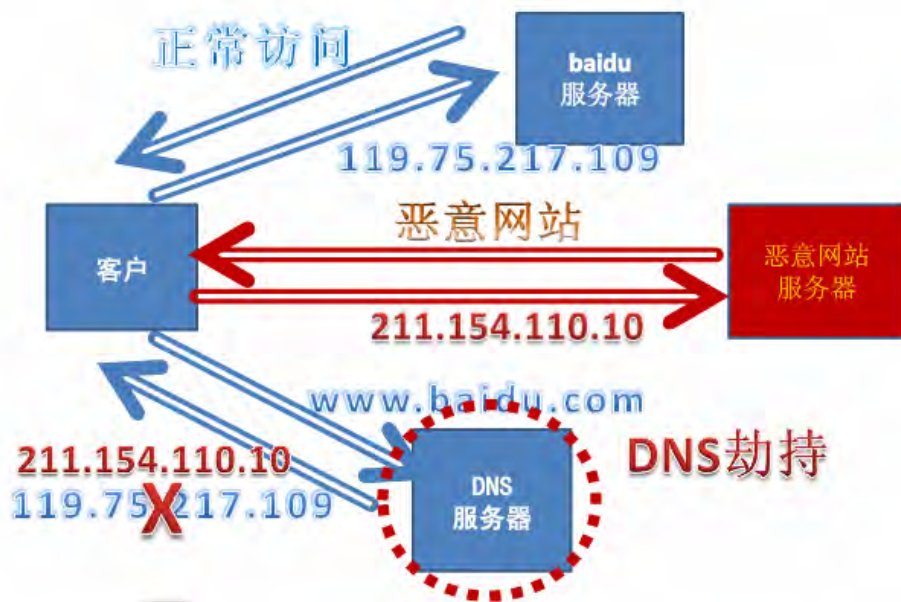 正常访问
baidu
服务器
119.75.217.109
恶意网站
客户
恶意网站
服务器
211.154.110.10
www.baidu.com
211.154.110.10
119.75.217.109
X
DNS
服务器
DNS劫持